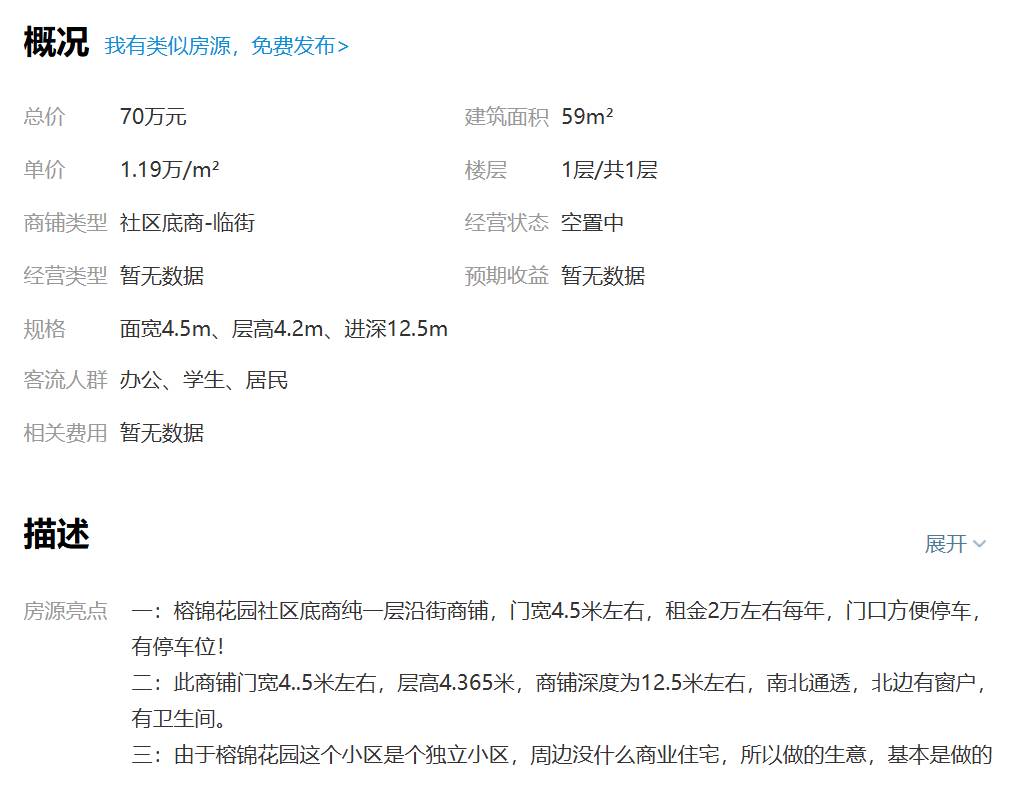 概况 我有类似房源，免费发布>
总价 70万元 建筑面积 59m²
单价 1.19万/m² 楼层 1层/共1层
商铺类型 社区底商-临街 经营状态 空置中
经营类型 暂无数据 预期收益 暂无数据
规格 面宽4.5m、层高4.2m、进深12.5m
客流人群 办公、学生、居民
相关费用 暂无数据
描述 展开
房源亮点 一：榕锦花园社区底商纯一层沿街商铺，门宽4.5米左右，租金2万左右每年，门口方便停车，
有停车位！
二：此商铺门宽4..5米左右，层高4.365米，商铺深度为12.5米左右，南北通透，北边有窗户，
有卫生间。
三：由于榕锦花园这个小区是个独立小区，周边没什么商业住宅，所以做的生意，基本是做的